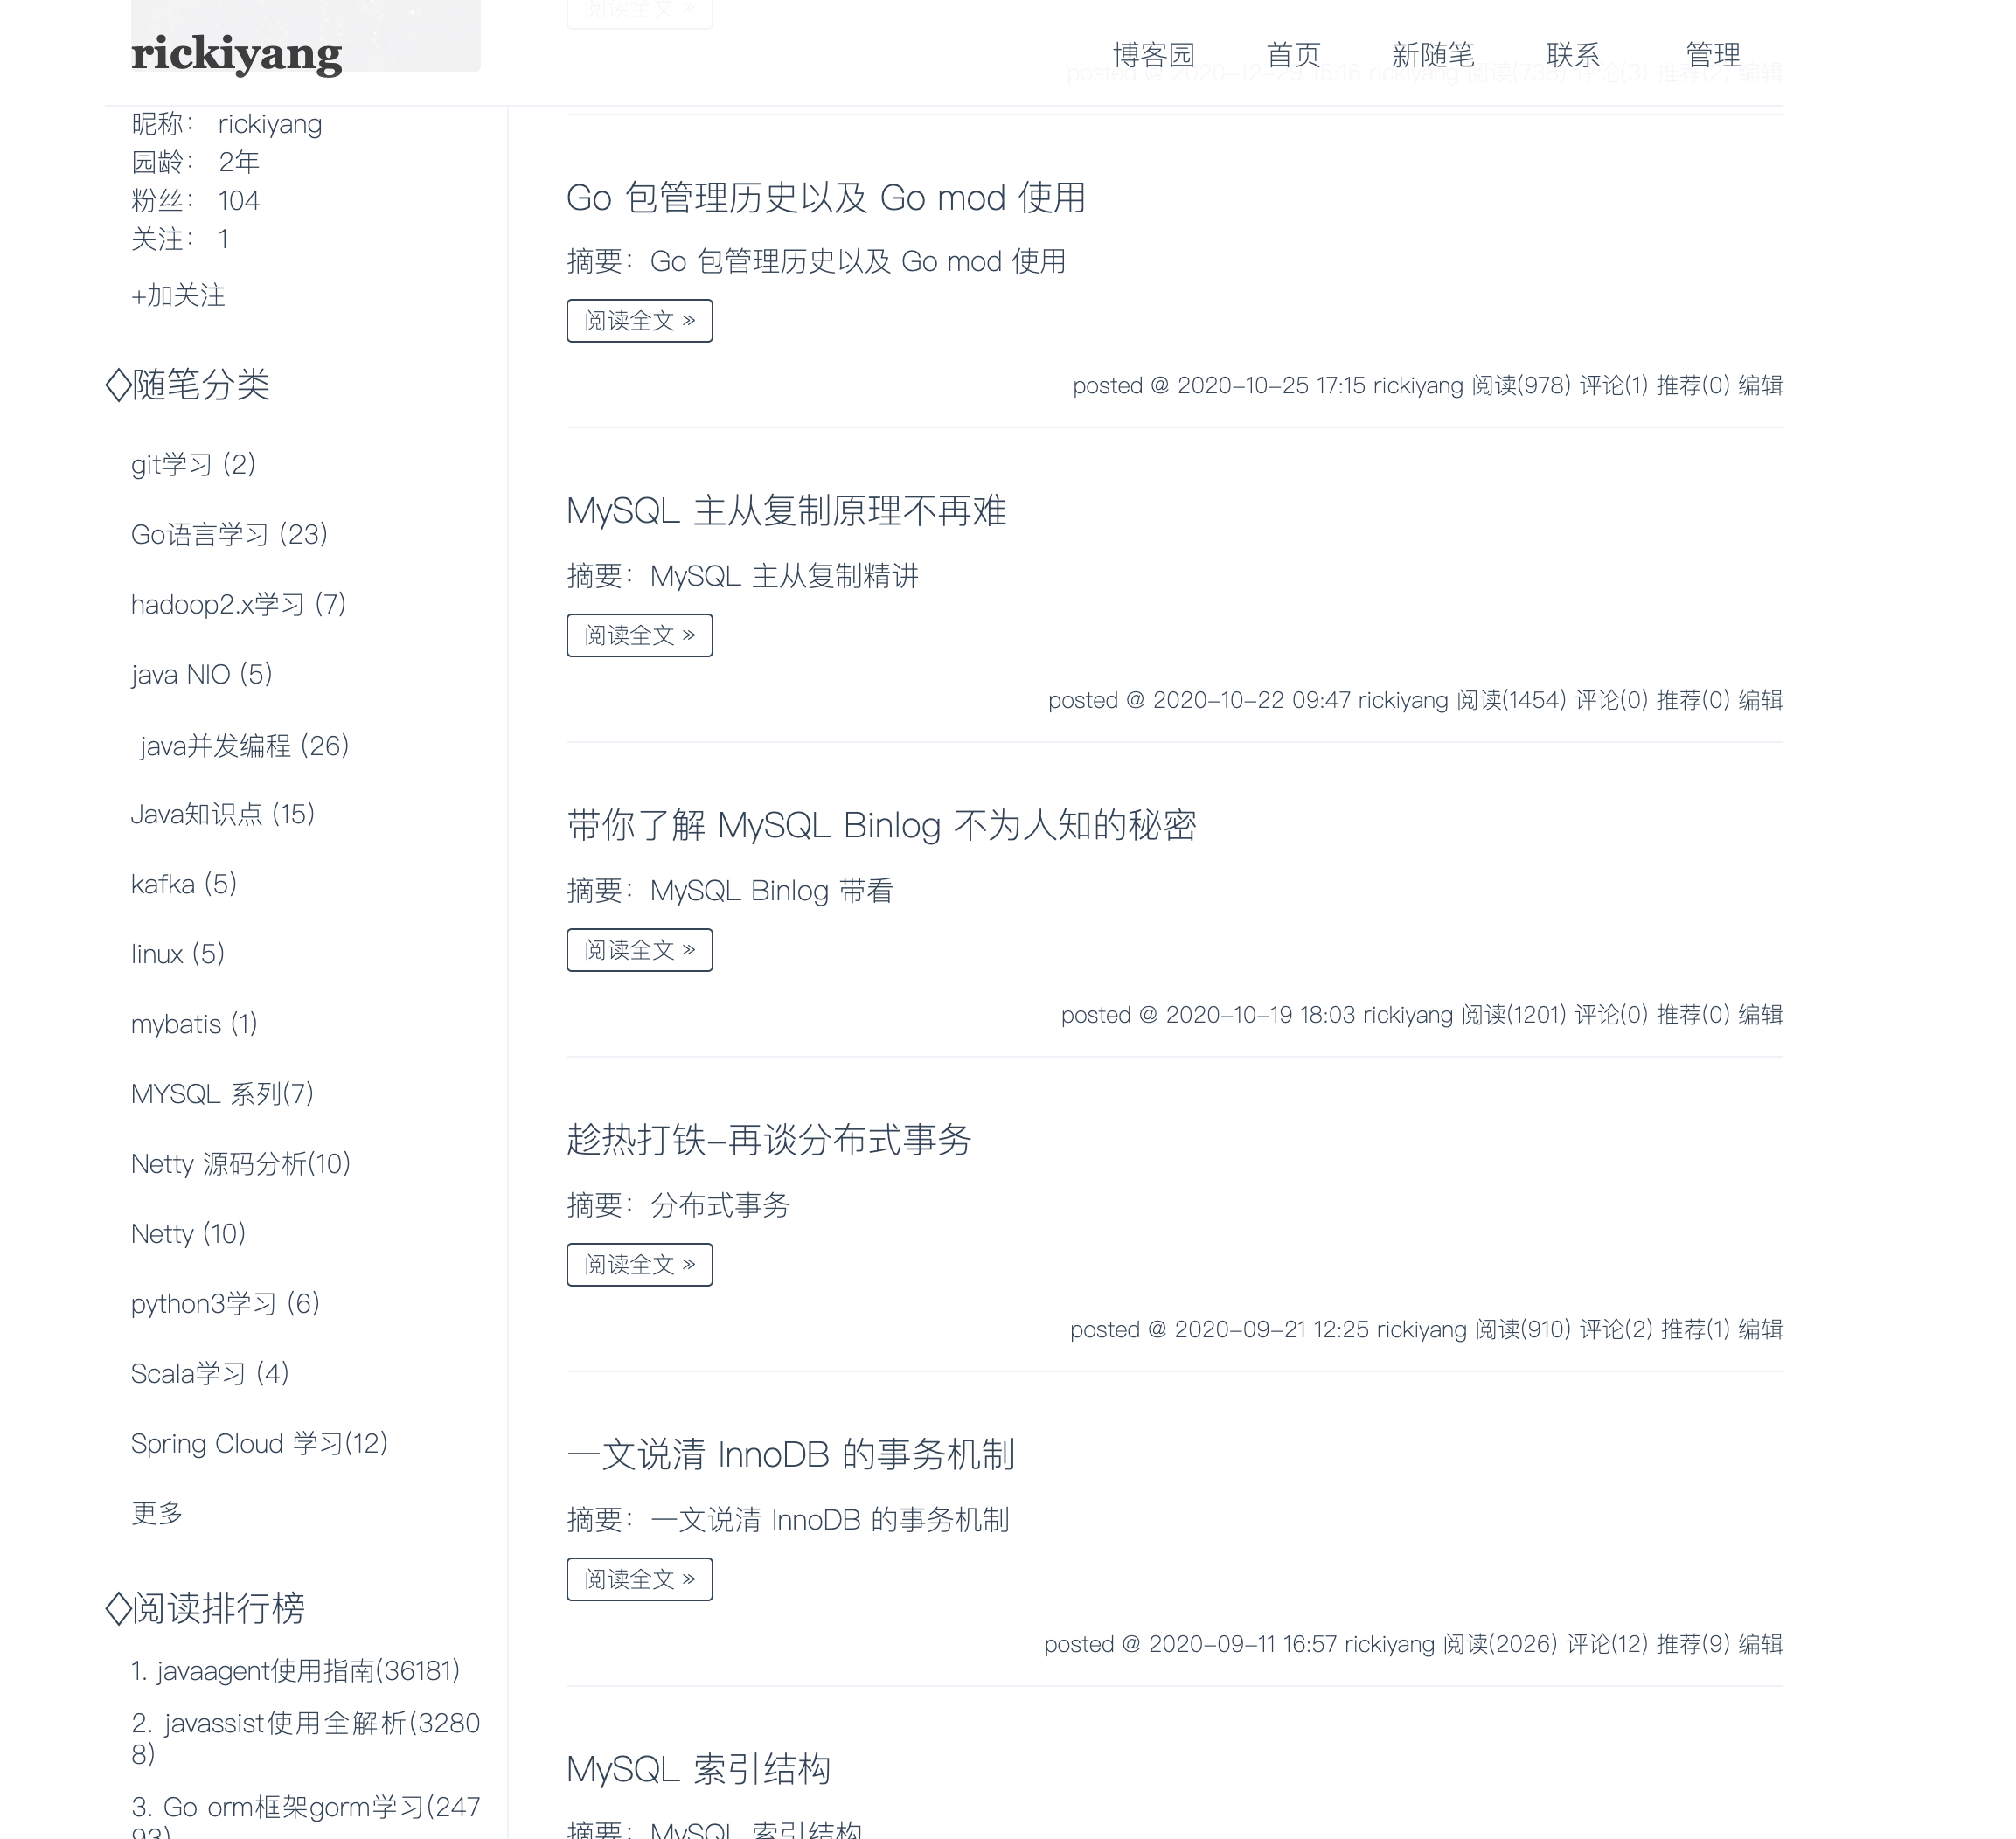 rickiyang
博客园 首页 新随笔 联系 管理
昵称： rickiyang
园龄： 2年
粉丝： 104
关注： 1
+加关注
◇随笔分类
git学习 (2)
Go语言学习 (23)
hadoop2.x学习 (7)
java NIO (5)
java并发编程 (26)
Java知识点 (15)
kafka (5)
linux (5)
mybatis (1)
MYSQL 系列(7)
Netty 源码分析(10)
Netty (10)
python3学习 (6)
Scala学习 (4)
Spring Cloud 学习(12)
更多
◇阅读排行榜
1. javaagent使用指南(36181)
2. javassist使用全解析(3280
8)
3. Go orm框架gorm学习(247
93)
阅读全文 »
posted @ 2020-12-29 15:16 rickiyang 阅读(738) 评论(3) 推荐(2) 编辑
Go 包管理历史以及 Go mod 使用
摘要： Go 包管理历史以及 Go mod 使用
阅读全文 »
posted @ 2020-10-25 17:15 rickiyang 阅读(978) 评论(1) 推荐(0) 编辑
MySQL 主从复制原理不再难
摘要： MySQL 主从复制精讲
阅读全文 »
posted @ 2020-10-22 09:47 rickiyang 阅读(1454) 评论(0) 推荐(0) 编辑
带你了解 MySQL Binlog 不为人知的秘密
摘要： MySQL Binlog 带看
阅读全文 »
posted @ 2020-10-19 18:03 rickiyang 阅读(1201) 评论(0) 推荐(0) 编辑
趁热打铁-再谈分布式事务
摘要： 分布式事务
阅读全文 »
posted @ 2020-09-21 12:25 rickiyang 阅读(910) 评论(2) 推荐(1) 编辑
一文说清 InnoDB 的事务机制
摘要： 一文说清 InnoDB 的事务机制
阅读全文 »
posted @ 2020-09-11 16:57 rickiyang 阅读(2026) 评论(12) 推荐(9) 编辑
MySQL 索引结构
摘要： MySQL 索引结构